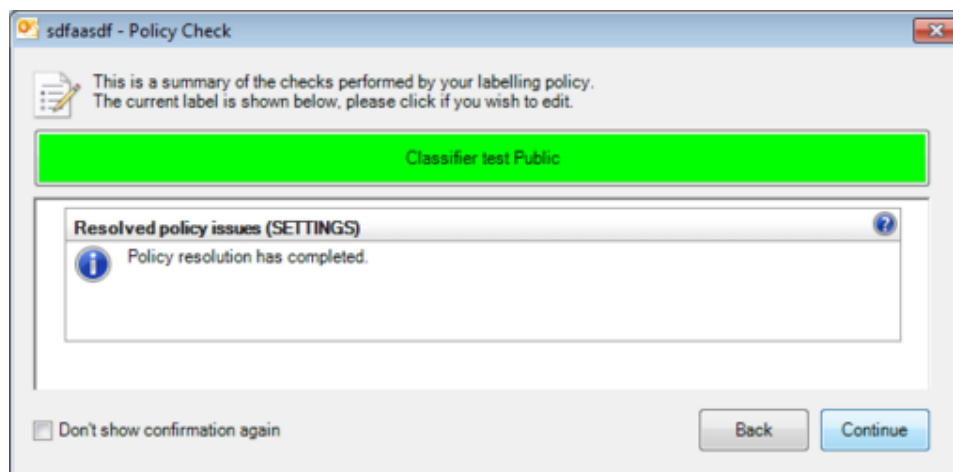 sdfaasdf - Policy Check
This is a summary of the checks performed by your labelling policy.
The current label is shown below, please click if you wish to edit.
Classifier test Public
Resolved policy issues (SETTINGS)
Policy resolution has completed.
Don't show confirmation again
Back
Continue